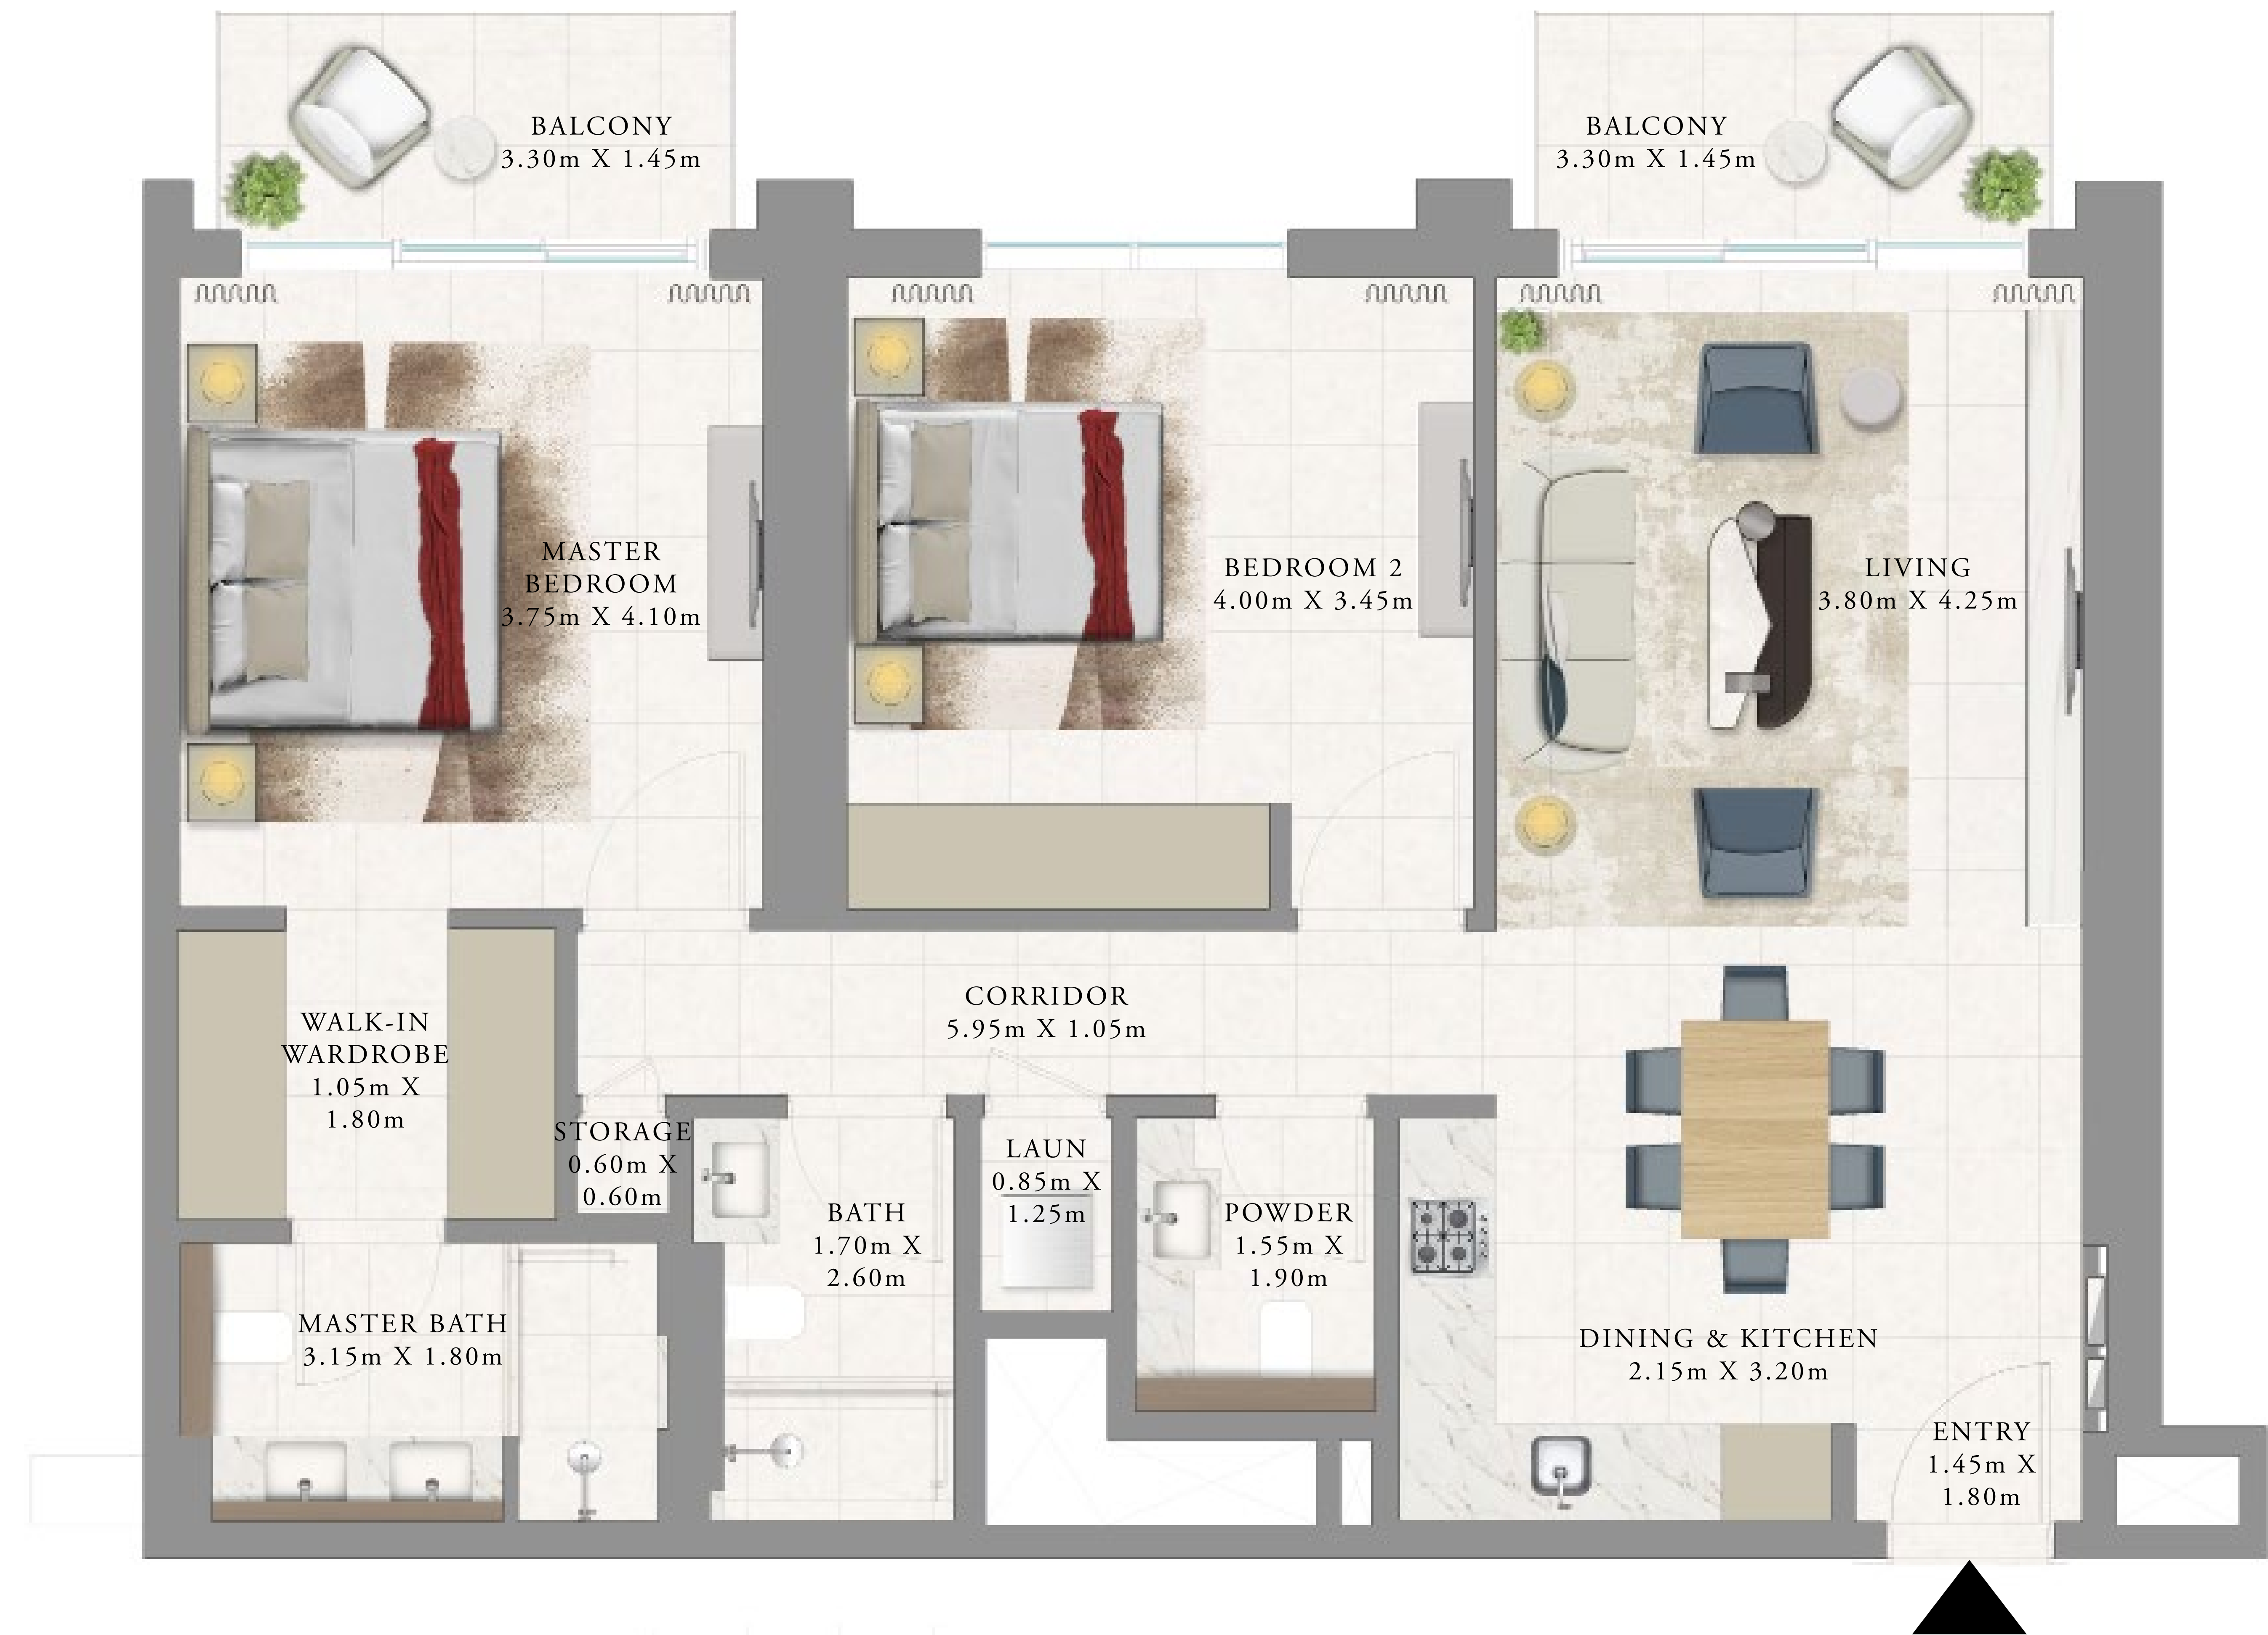 BALCONY
3.30m X 1.45m
BALCONY
3.30m X 1.45m
MASTER
BEDROOM
3.75m X 4.10m
BEDROOM 2
4.00m X 3.45m
LIVING
3.80m X 4.25m
CORRIDOR
5.95m X 1.05m
WALK-IN
WARDROBE
1.05m X
1.80m
STORAGE
0.60m X
0.60m
BATH
1.70m X
2.60m
LAUN
0.85m X
1.25m
POWDER
1.55m X
1.90m
MASTER BATH
3.15m X 1.80m
DINING & KITCHEN
2.15m X 3.20m
ENTRY
1.45m X
1.80m